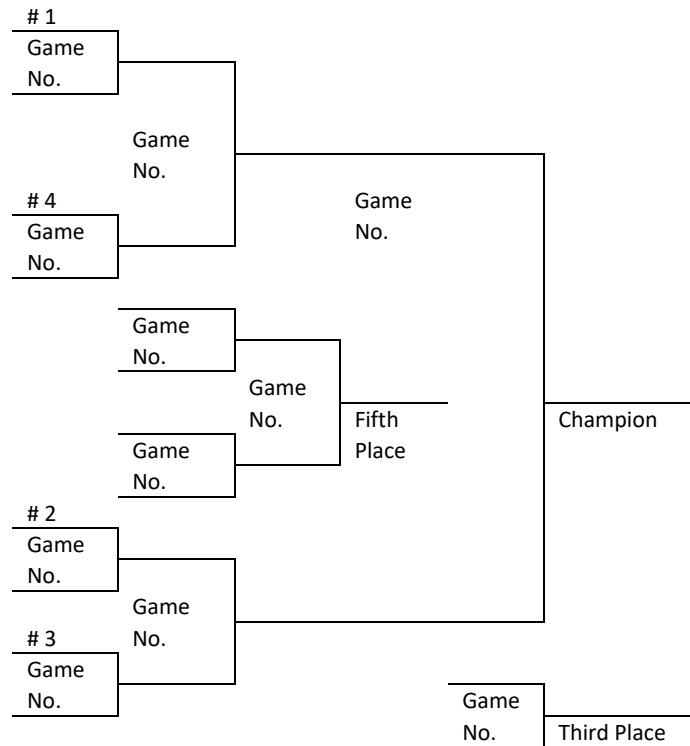 # 1
Game
No.
Game
No.
# 4
Game
No.
Game
No.
Game
No.
Game
No.
Fifth
Place
Champion
Game
No.
# 2
Game
No.
Game
No.
# 3
Game
No.
Game
No.
Third Place